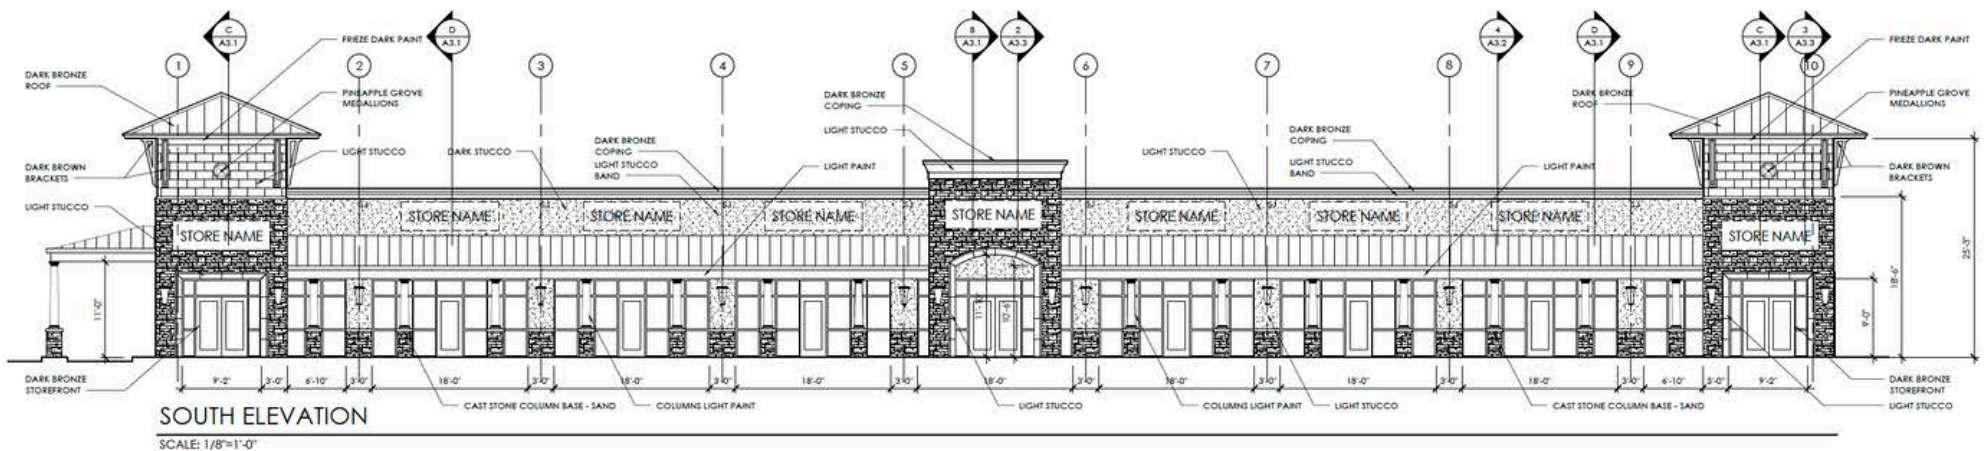 C
A3.1
D
A3.1
B
A3.1
2
A3.3
4
A3.2
D
A3.1
C
A3.1
3
A3.3
1
2
3
4
5
6
7
8
9
10
FRIEZE DARK PAINT
FRIEZE DARK PAINT
DARK BRONZE
ROOF
PINEAPPLE GROVE
MEDALLIONS
DARK BRONZE
COPING
DARK BRONZE
ROOF
PINEAPPLE GROVE
MEDALLIONS
LIGHT STUCCO
DARK BRONZE
COPING
DARK BRONZE
COPING
LIGHT STUCCO
DARK STUCCO
LIGHT STUCCO
BAND
LIGHT PAINT
LIGHT STUCCO
LIGHT STUCCO
BAND
LIGHT PAINT
DARK BROWN
BRACKETS
DARK BROWN
BRACKETS
LIGHT STUCCO
STORE NAME
STORE NAME
STORE NAME
STORE NAME
STORE NAME
STORE NAME
STORE NAME
STORE NAME
STORE NAME
25'-3"
18'-6"
9'-0"
11'-0"
10'-9"
9'-2"
3'-0"
6'-10"
3'-0"
18'-0"
3'-0"
18'-0"
3'-0"
18'-0"
3'-0"
18'-0"
3'-0"
18'-0"
3'-0"
18'-0"
3'-0"
18'-0"
3'-0"
6'-10"
3'-0"
9'-2"
DARK BRONZE
STOREFRONT
CAST STONE COLUMN BASE - SAND
COLUMNS LIGHT PAINT
LIGHT STUCCO
COLUMNS LIGHT PAINT
LIGHT STUCCO
CAST STONE COLUMN BASE - SAND
DARK BRONZE
STOREFRONT
LIGHT STUCCO
SOUTH ELEVATION
SCALE: 1/8"=1'-0"